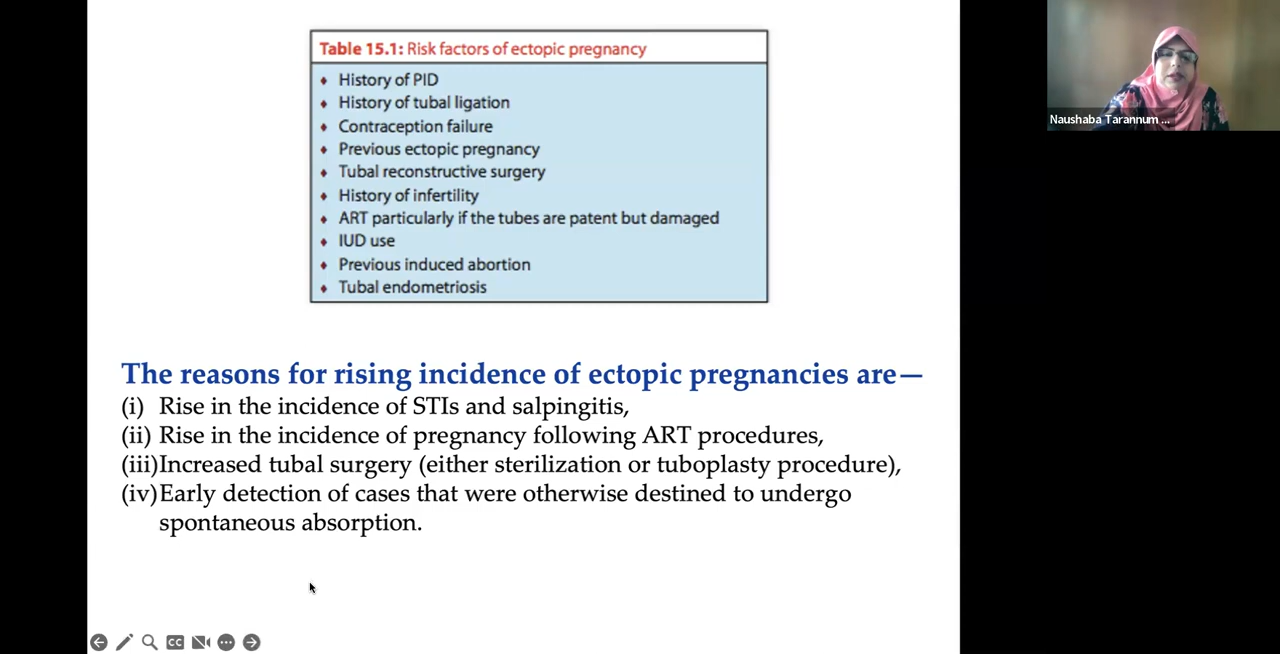 Table 15.1: Risk factors of ectopic pregnancy
♦ History of PID
♦ History of tubal ligation
♦ Contraception failure
♦ Previous ectopic pregnancy
♦ Tubal reconstructive surgery
♦ History of infertility
♦ ART particularly if the tubes are patent but damaged
♦ IUD use
♦ Previous induced abortion
♦ Tubal endometriosis
Naushaba Tarannum ...
The reasons for rising incidence of ectopic pregnancies are—
(i) Rise in the incidence of STIs and salpingitis,
(ii) Rise in the incidence of pregnancy following ART procedures,
(iii)Increased tubal surgery (either sterilization or tuboplasty procedure),
(iv)Early detection of cases that were otherwise destined to undergo
spontaneous absorption.
CC